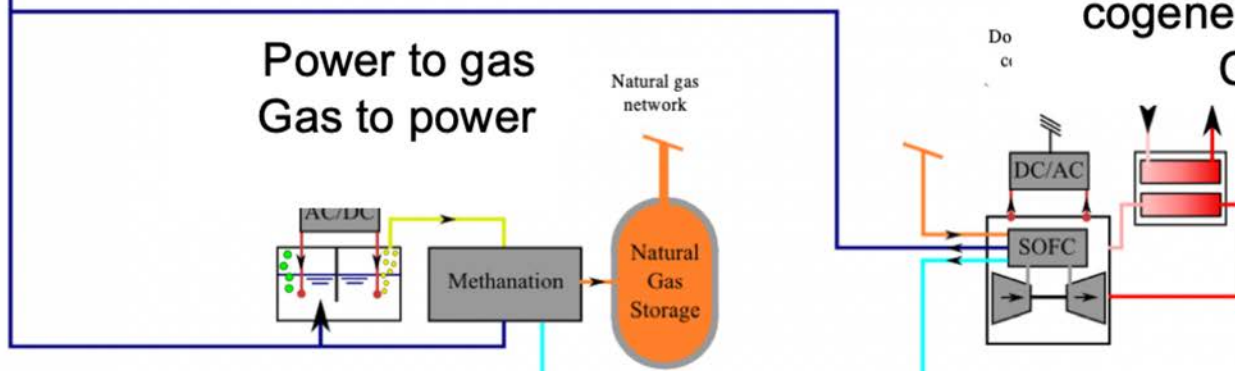 Power to gas
Gas to power
Natural gas
network
AC/DC
Methanation
Natural
Gas
Storage
Do
cogene
DC/AC
SOFC